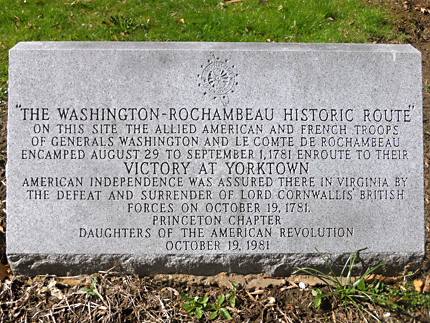 "THE WASHINGTON-ROCHAMBEAU HISTORIC ROUTE"
ON THIS SITE THE ALLIED AMERICAN AND FRENCH TROOPS
OF GENERALS WASHINGTON AND LE COMTE DE ROCHAMBEAU
ENCAMPED AUGUST 29 TO SEPTEMBER 1, 1781 ENROUTE TO THEIR
VICTORY AT YORKTOWN
AMERICAN INDEPENDENCE WAS ASSURED THERE IN VIRGINIA BY
THE DEFEAT AND SURRENDER OF LORD CORNWALLIS BRITISH
FORCES ON OCTOBER 19, 1781.
PRINCETON CHAPTER
DAUGHTERS OF THE AMERICAN REVOLUTION
OCTOBER 19, 1981